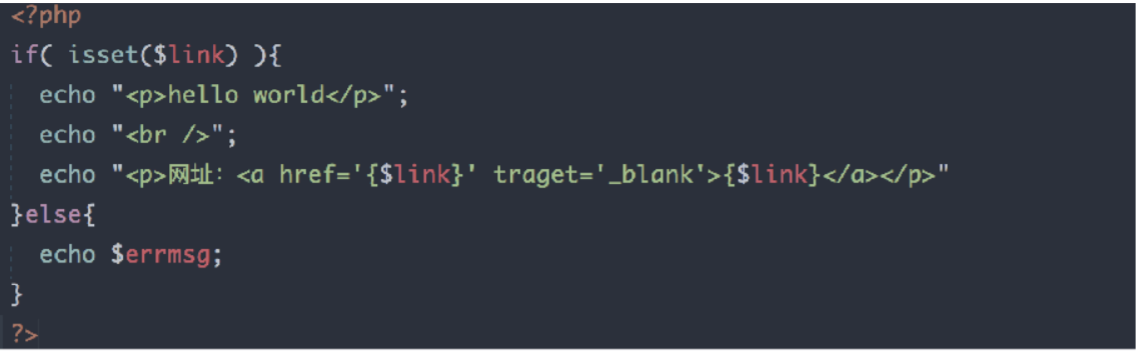 <?php
if( isset($link) ){
echo "<p>hello world</p>";
echo "<br />";
echo "<p>网址: <a href='{$link}' traget='_blank'>{$link}</a></p>"
}else{
echo $errmsg;
}
?>